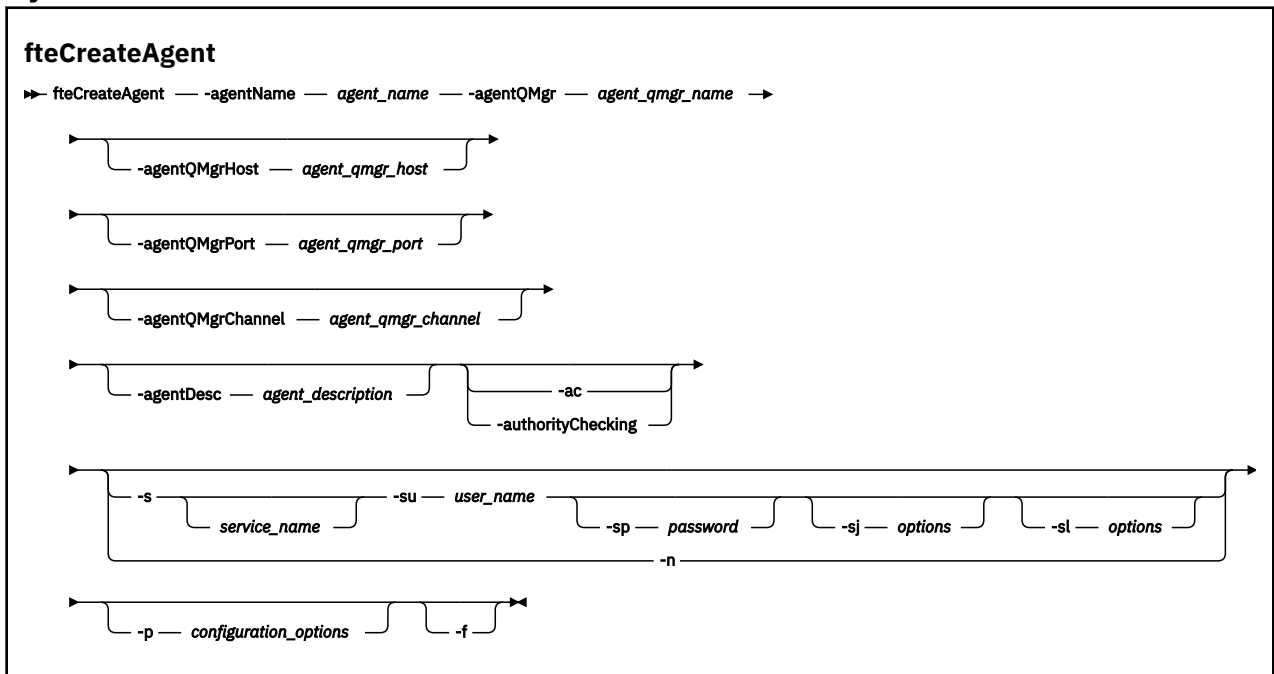 fteCreateAgent
fteCreateAgent -agentName agent_name -agentQMgr agent_qmgr_name
-agentQMgrHost agent_qmgr_host
-agentQMgrPort agent_qmgr_port
-agentQMgrChannel agent_qmgr_channel
-agentDesc agent_description -ac
-authorityChecking
-s service_name -su user_name -sp password -sj options -sl options
-n
-p configuration_options -f